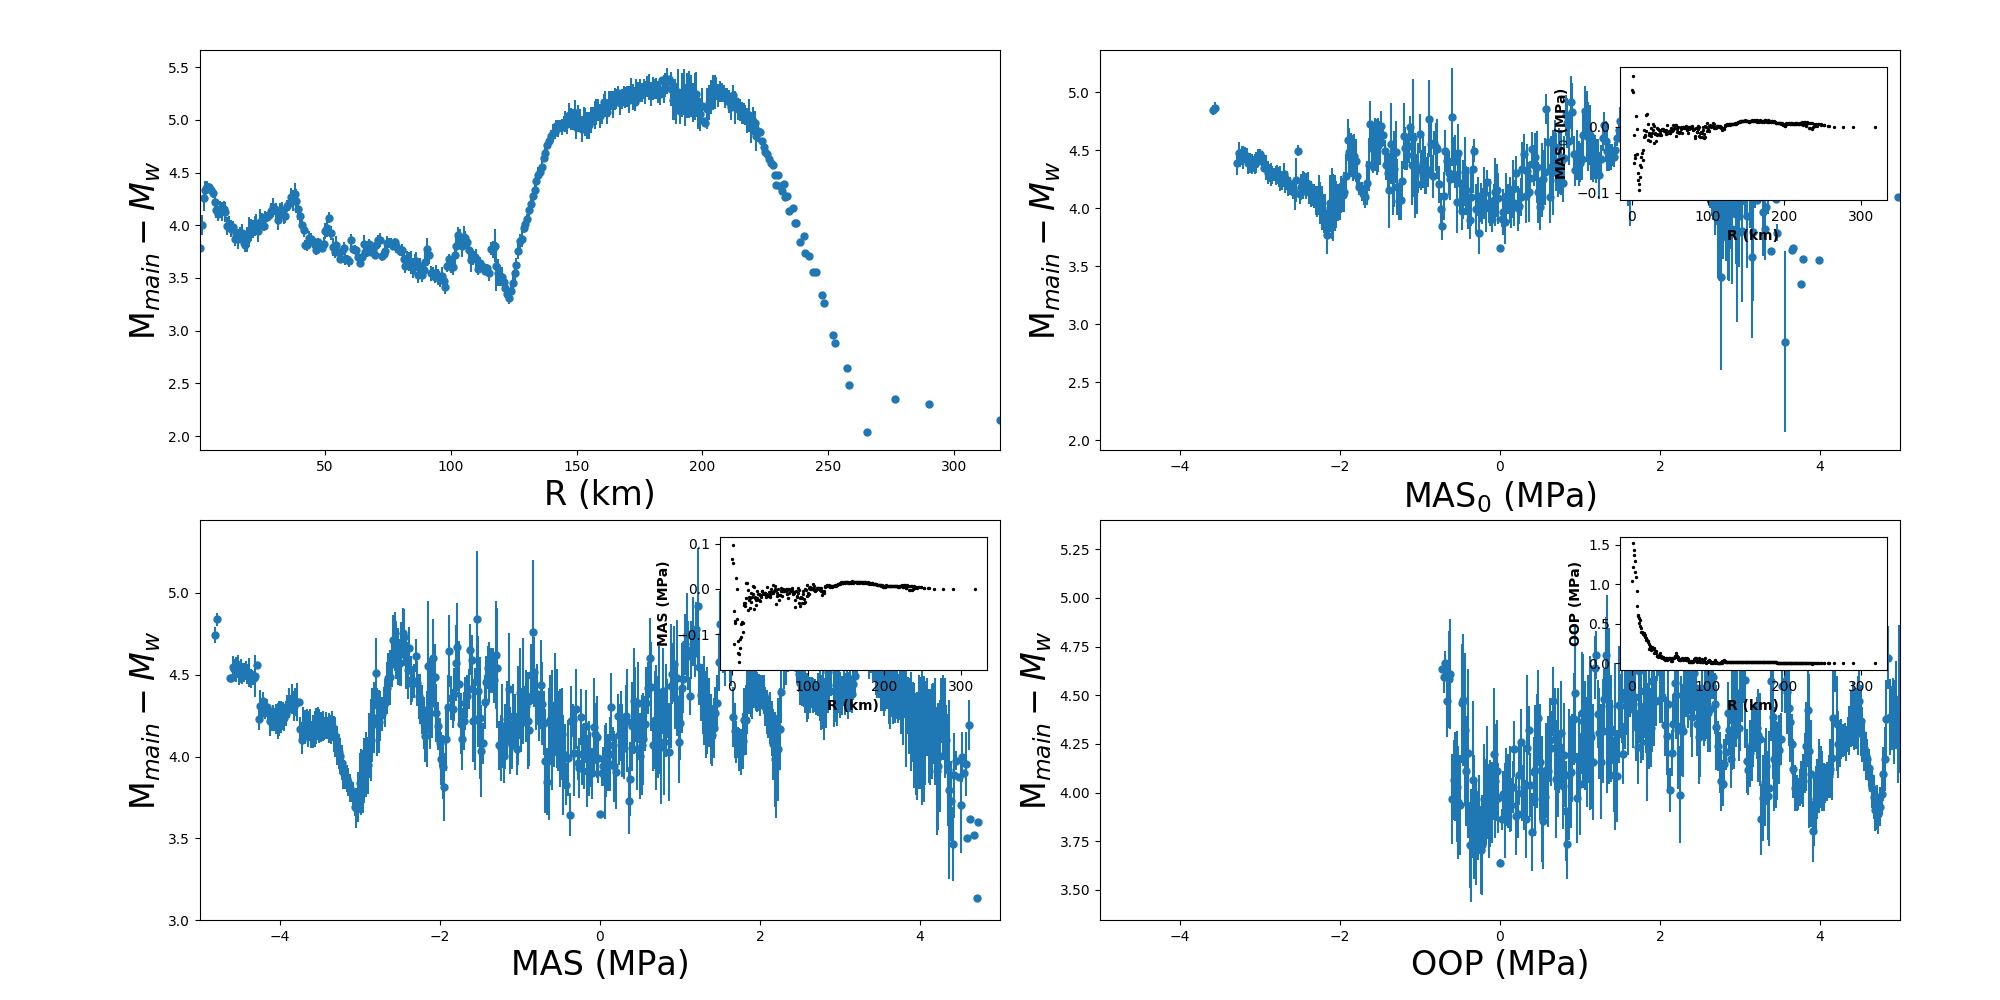 5.5
5.0
4.5
4.0
3.5
3.0
2.5
2.0
M_main − M_w
50 100 150 200 250 300
R (km)
5.0
4.5
4.0
3.5
3.0
2.5
2.0
M_main − M_w
−4 −2 0 2 4
MAS₀ (MPa)
0.0
−0.1
MAS₀ (MPa)
0 100 200 300
R (km)
5.0
4.5
4.0
3.5
3.0
M_main − M_w
−4 −2 0 2 4
MAS (MPa)
0.1
0.0
−0.1
MAS (MPa)
0 100 200 300
R (km)
5.25
5.00
4.75
4.50
4.25
4.00
3.75
3.50
M_main − M_w
−4 −2 0 2 4
OOP (MPa)
1.5
1.0
0.5
0.0
OOP (MPa)
0 100 200 300
R (km)